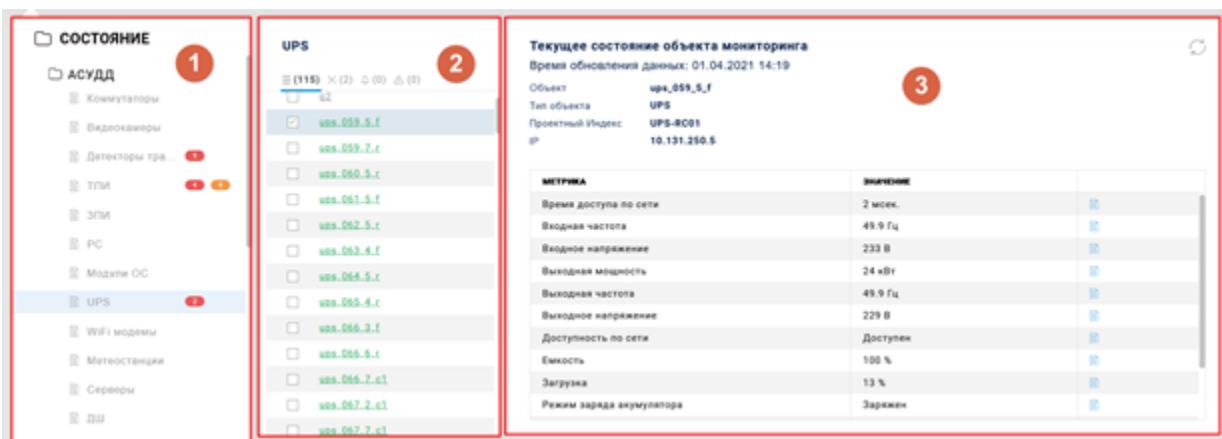 СОСТОЯНИЕ
1
АСУДД
Коммутаторы
Видеокамеры
Детекторы тра... 1
ТПИ
ЗПИ
РС
Модули ОС
UPS 2
WiFi модемы
Метеостанции
Серверы
ДШ
UPS
2
(115) (2) (0) (0)
ups_059_5_f
ups_059_7_r
ups_060_5_r
ups_061_5_f
ups_062_5_r
ups_063_4_f
ups_064_5_r
ups_065_4_r
ups_066_3_f
ups_066_6_r
ups_066_7_c1
ups_067_2_c1
ups_067_7_c1
Текущее состояние объекта мониторинга
Время обновления данных: 01.04.2021 14:19
3
Объект ups_059_5_f
Тип объекта UPS
Проектный Индекс UPS-RC01
IP 10.131.250.5
МЕТРИКА ЗНАЧЕНИЕ
Время доступа по сети 2 мсек.
Входная частота 49.9 Гц
Входное напряжение 233 В
Выходная мощность 24 кВт
Выходная частота 49.9 Гц
Выходное напряжение 229 В
Доступность по сети Доступен
Емкость 100 %
Загрузка 13 %
Режим заряда акумулятора Заряжен